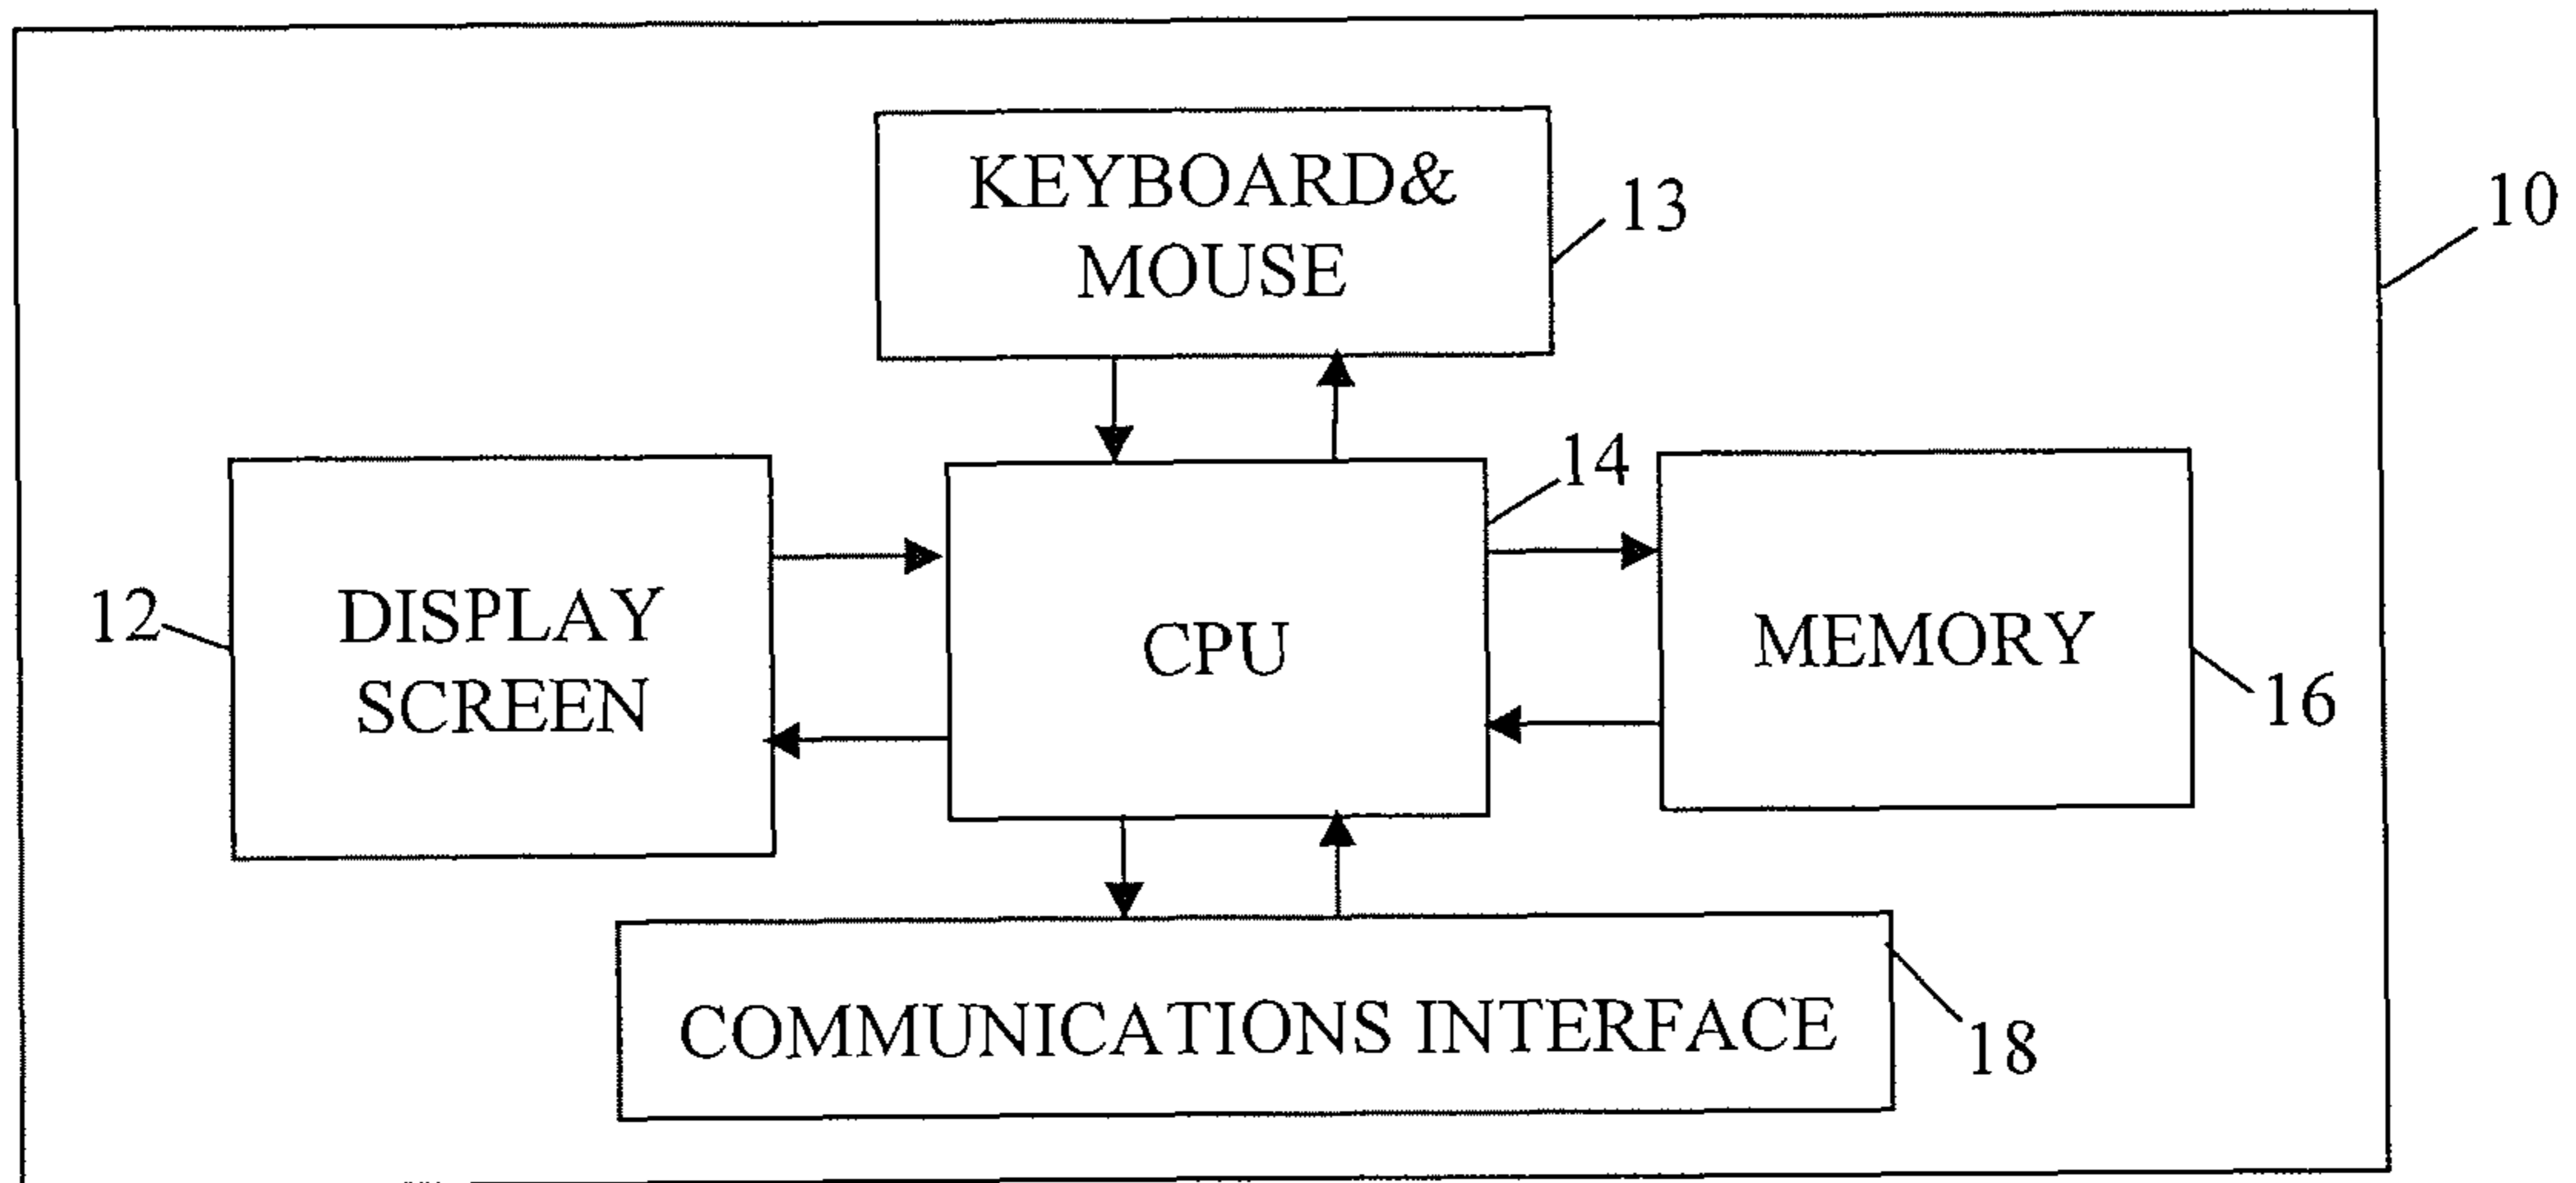 KEYBOARD&
MOUSE
13
10
14
12
DISPLAY
SCREEN
CPU
MEMORY
16
COMMUNICATIONS INTERFACE
18